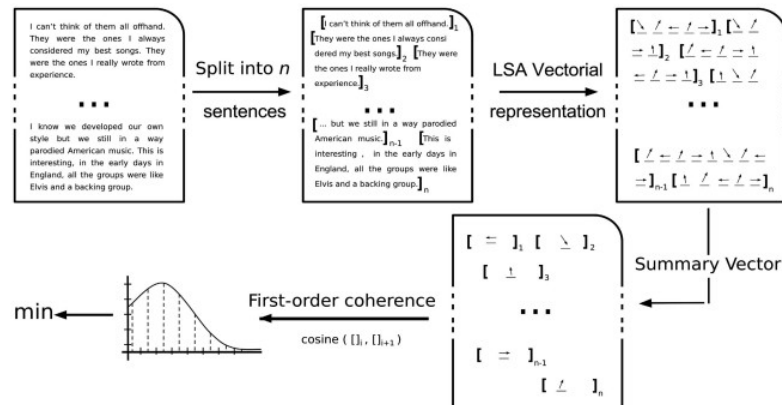 I can't think of them all offhand.
They were the ones I always
considered my best songs. They
were the ones I really wrote from
experience.
...
I know we developed our own
style but we still in a way
parodied American music. This is
interesting, in the early days in
England, all the groups were like
Elvis and a backing group.
Split into n
sentences
[I can't think of them all offhand.]1
[They were the ones I always consi
dered my best songs.]2 [They were
the ones I really wrote from
experience.]3
...
[... but we still in a way parodied
American music.]n-1 [This is
interesting , in the early days in
England, all the groups were like
Elvis and a backing group.]n
LSA Vectorial
representation
[↘ ↗ ← ↗ →]1 [↘ ↗
→ ↑]2 [↗ ← ↗ → ↑
← ↗ → ↑]3 [↑ ↘ ↗
...
[↗ ← ↗ → ↑ ↘ ↗ ←
→]n-1 [↑ ↗ ← ↗ →]n
Summary Vector
[ ← ]1 [ ↘ ]2
[ ↑ ]3
...
[ → ]n-1
[ ↗ ]n
First-order coherence
cosine ( []i , []i+1 )
min